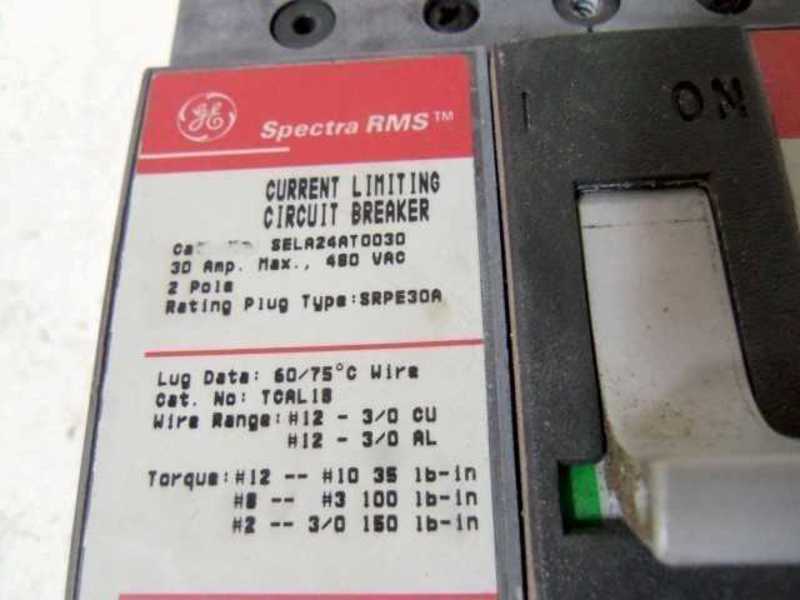 GE
Spectra RMS™
CURRENT LIMITING
CIRCUIT BREAKER
SELA24AT0030
30 Amp. Max., 480 VAC
2 Pole
Rating Plug Type:SRPE30A
Lug Data: 60/75°C Wire
Cat. No: TCAL18
Wire Range:#12 - 3/0 CU
#12 - 3/0 AL
Torque:#12 -- #10 35 lb-in
#8 -- #3 100 lb-in
#2 -- 3/0 150 lb-in
ON